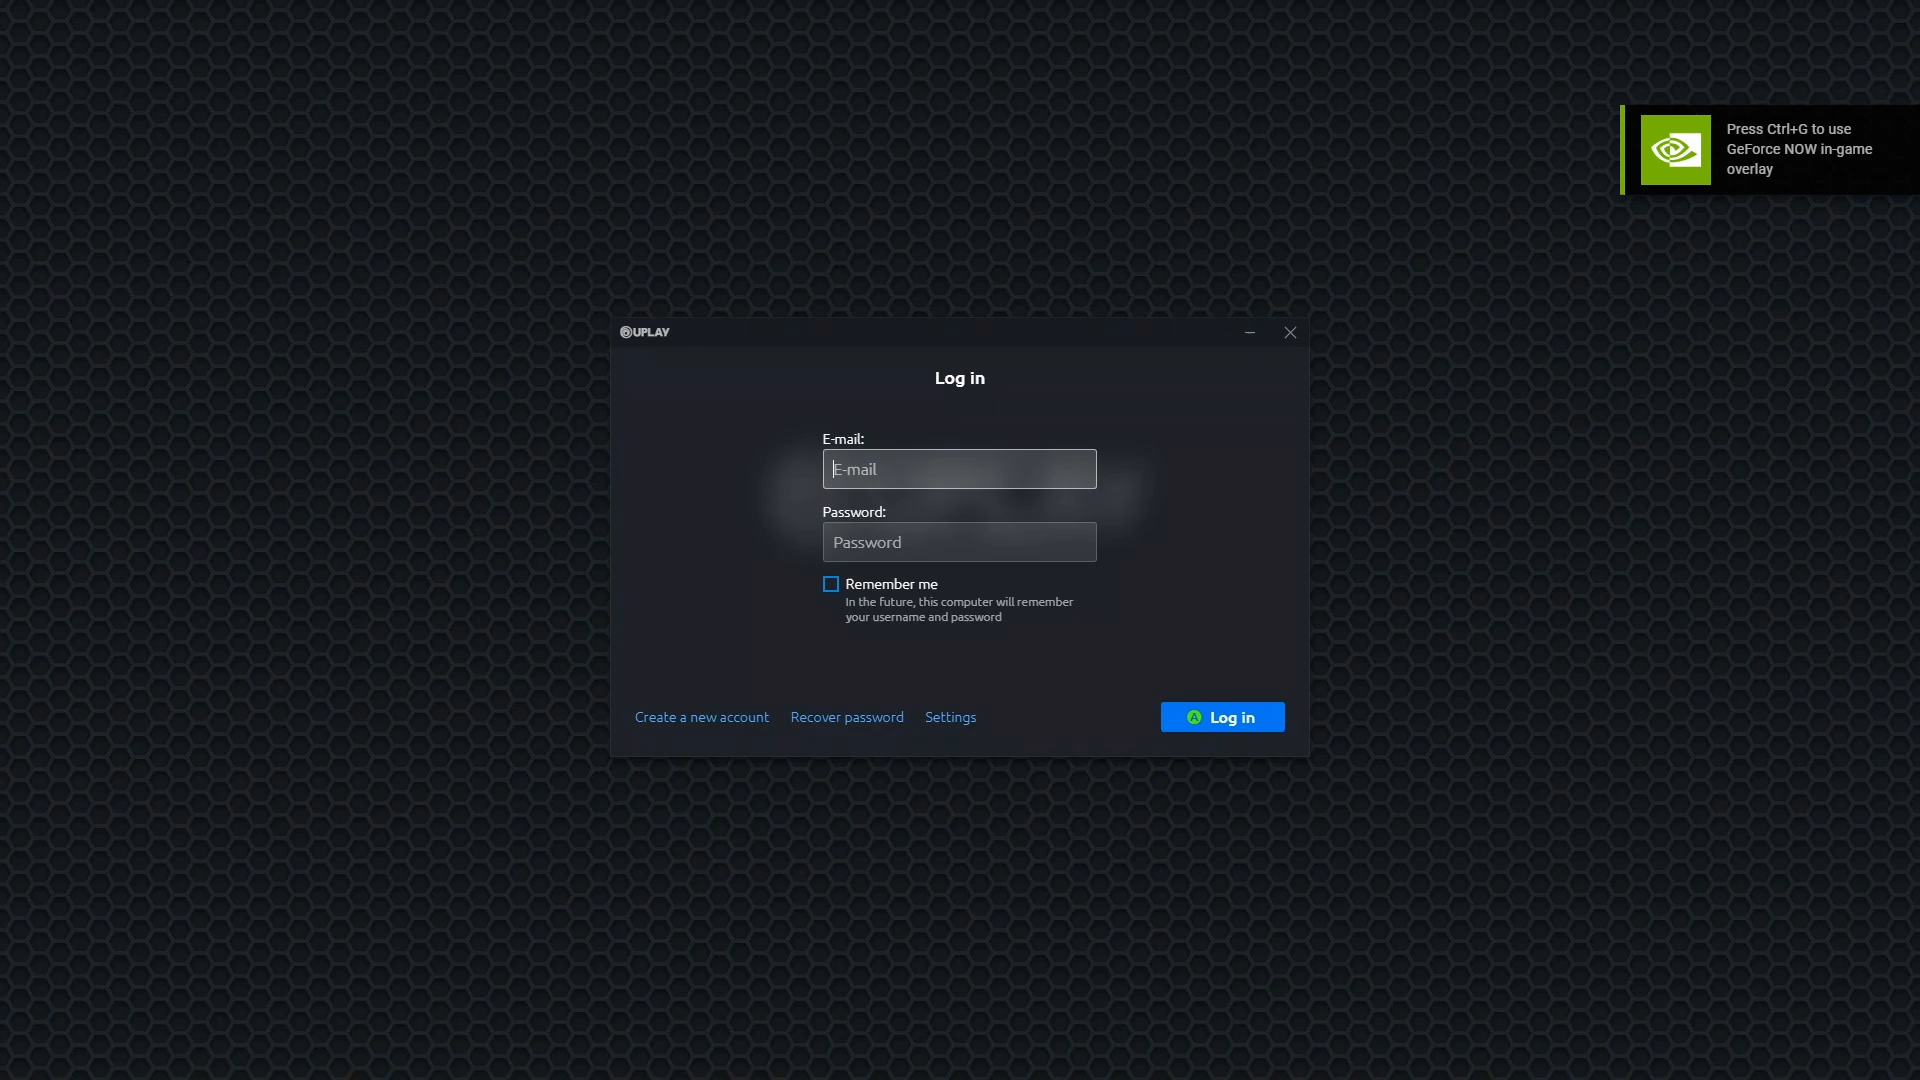 Press Ctrl+G to use
GeForce NOW in-game
overlay
UPLAY
Log in
E-mail:
E-mail
Password:
Password
Remember me
In the future, this computer will remember
your username and password
Create a new account Recover password Settings
A Log in